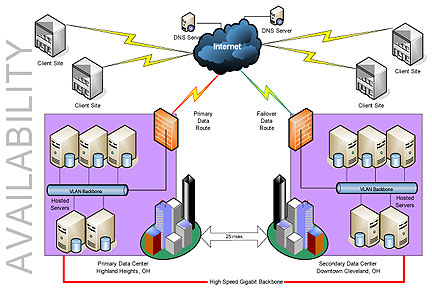 AVAILABILITY
DNS Server
DNS Server
Internet
Client Site
Client Site
Client Site
Client Site
Primary
Data
Route
Failover
Data
Route
VLAN Backbone
Hosted
Servers
VLAN Backbone
Hosted
Servers
25 miles
Primary Data Center
Highland Heights, OH
Secondary Data Center
Downtown Cleveland, OH
High Speed Gigabit Backbone